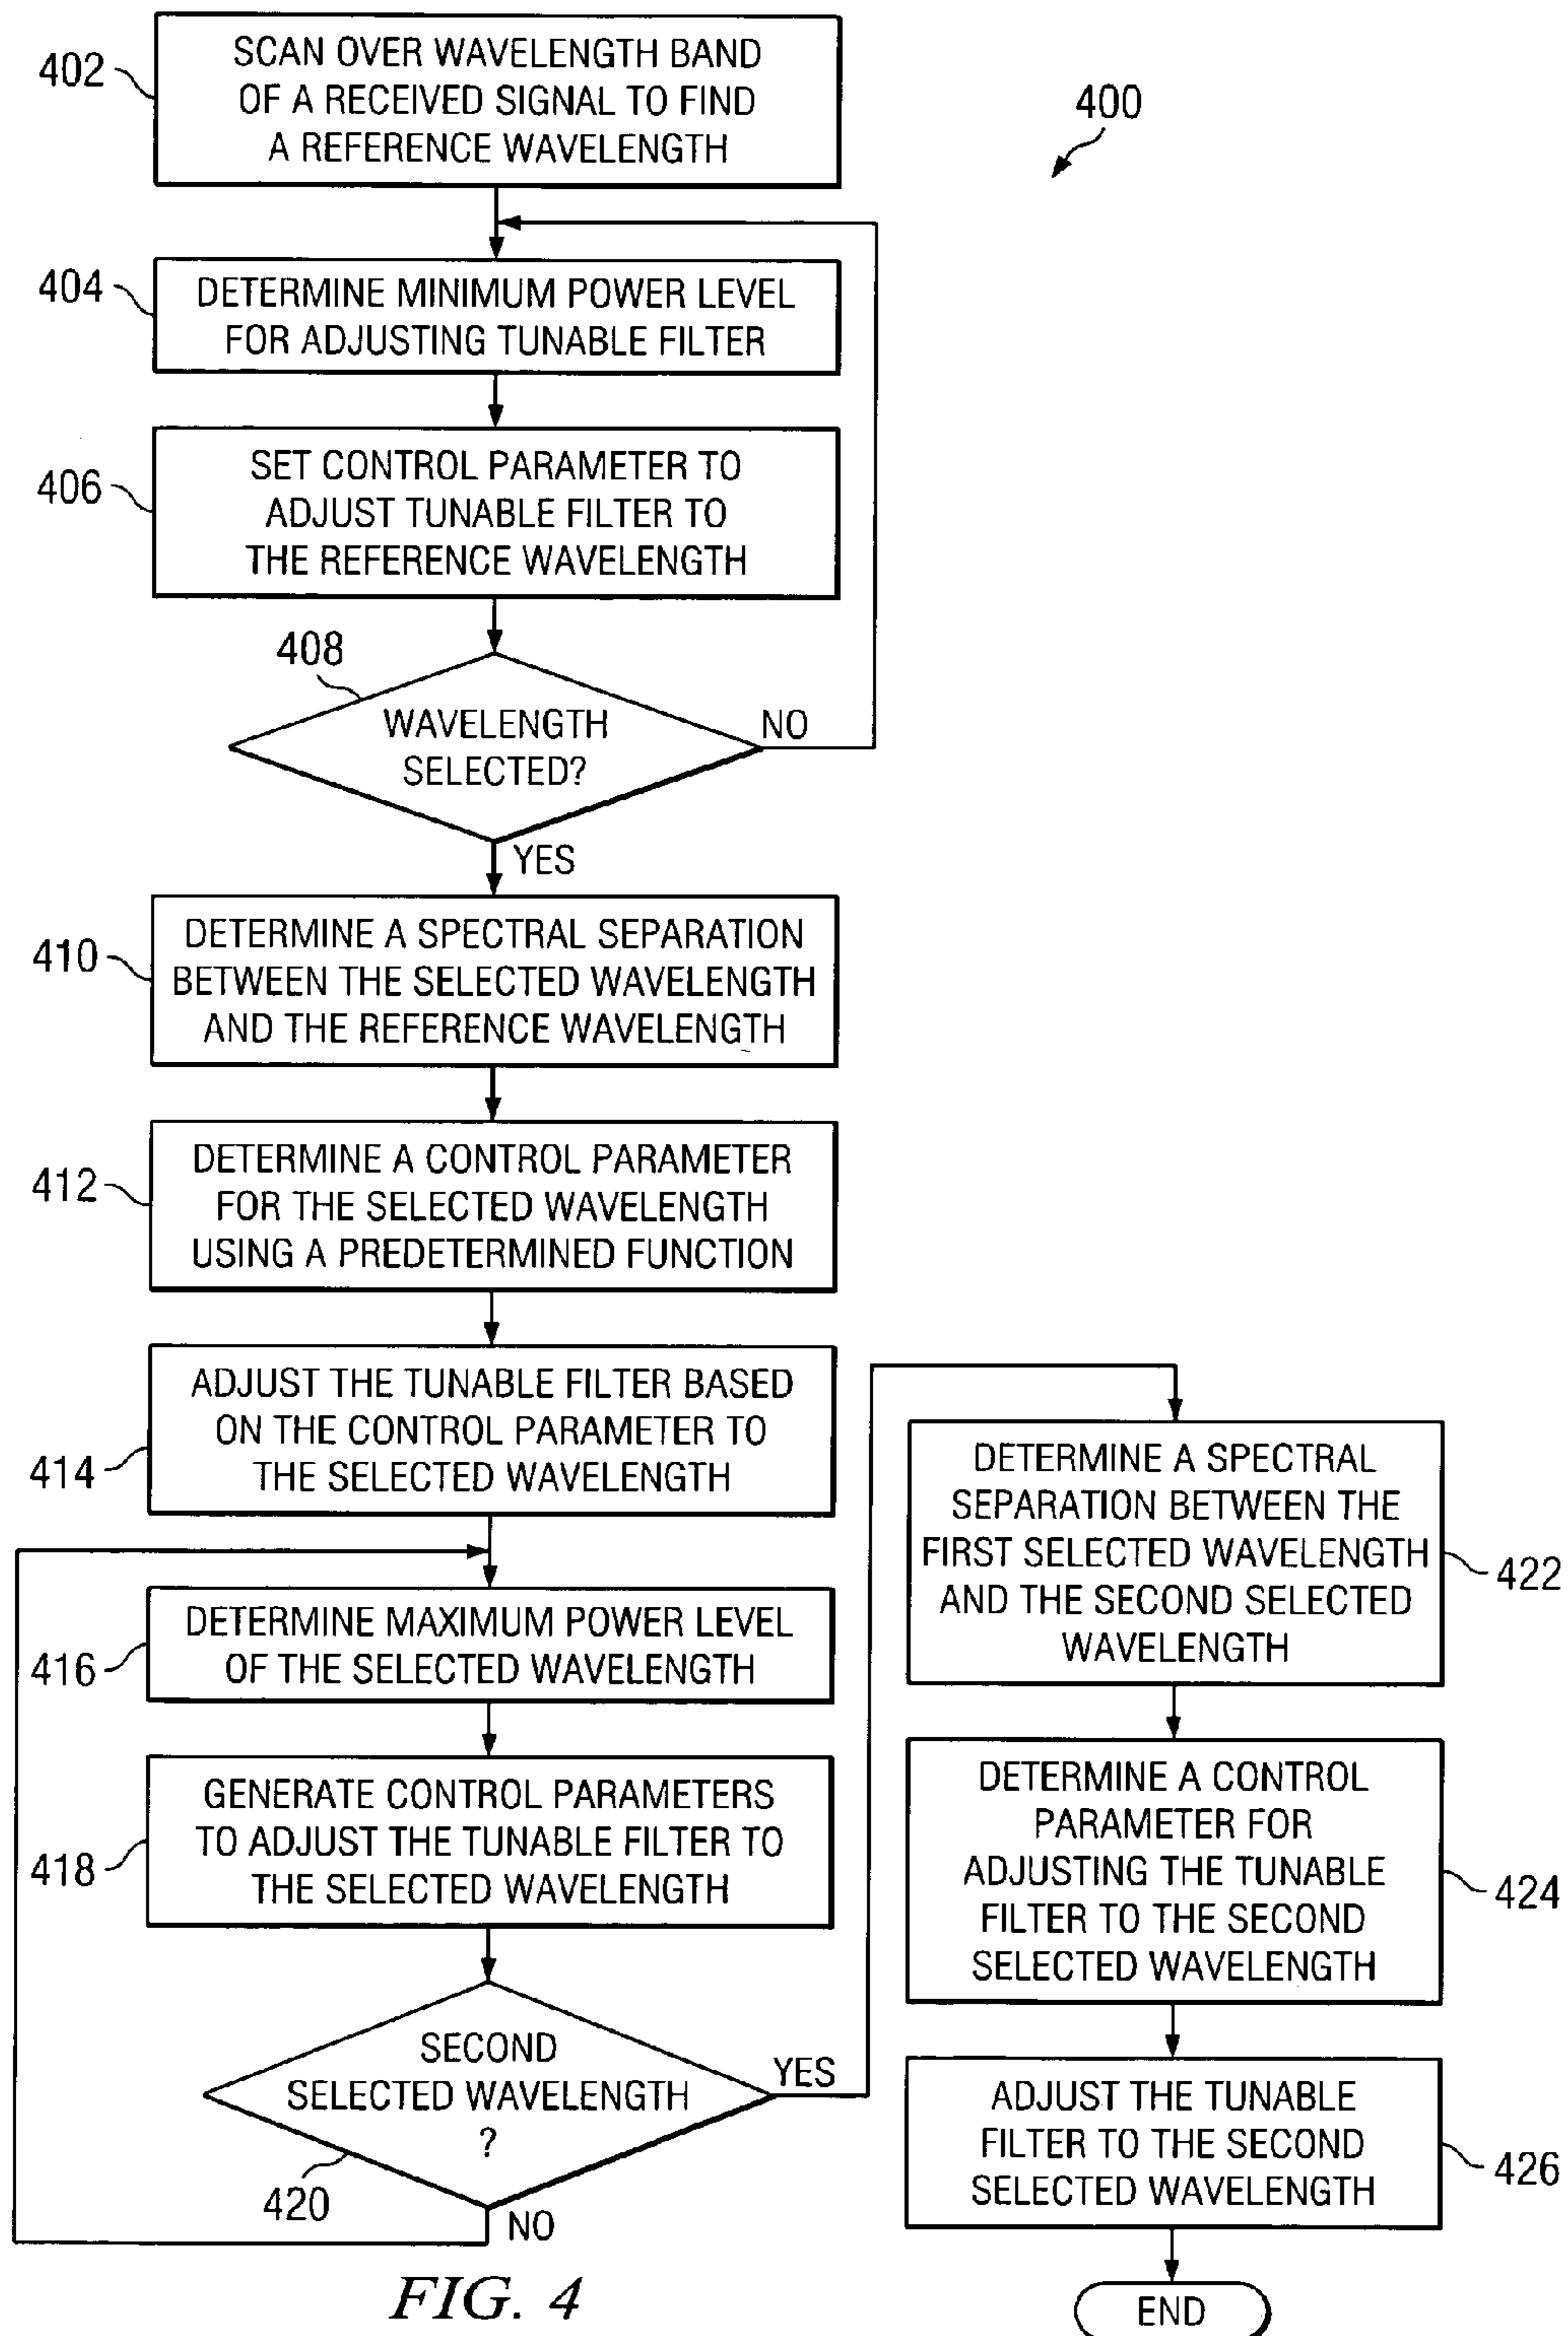 402
SCAN OVER WAVELENGTH BAND
OF A RECEIVED SIGNAL TO FIND
A REFERENCE WAVELENGTH
400
404
DETERMINE MINIMUM POWER LEVEL
FOR ADJUSTING TUNABLE FILTER
406
SET CONTROL PARAMETER TO
ADJUST TUNABLE FILTER TO
THE REFERENCE WAVELENGTH
408
WAVELENGTH
SELECTED?
NO
YES
410
DETERMINE A SPECTRAL SEPARATION
BETWEEN THE SELECTED WAVELENGTH
AND THE REFERENCE WAVELENGTH
412
DETERMINE A CONTROL PARAMETER
FOR THE SELECTED WAVELENGTH
USING A PREDETERMINED FUNCTION
414
ADJUST THE TUNABLE FILTER BASED
ON THE CONTROL PARAMETER TO
THE SELECTED WAVELENGTH
416
DETERMINE MAXIMUM POWER LEVEL
OF THE SELECTED WAVELENGTH
418
GENERATE CONTROL PARAMETERS
TO ADJUST THE TUNABLE FILTER TO
THE SELECTED WAVELENGTH
SECOND
SELECTED WAVELENGTH
?
YES
420
NO
DETERMINE A SPECTRAL
SEPARATION BETWEEN THE
FIRST SELECTED WAVELENGTH
AND THE SECOND SELECTED
WAVELENGTH
422
DETERMINE A CONTROL
PARAMETER FOR
ADJUSTING THE TUNABLE
FILTER TO THE SECOND
SELECTED WAVELENGTH
424
ADJUST THE TUNABLE
FILTER TO THE SECOND
SELECTED WAVELENGTH
426
END
FIG. 4